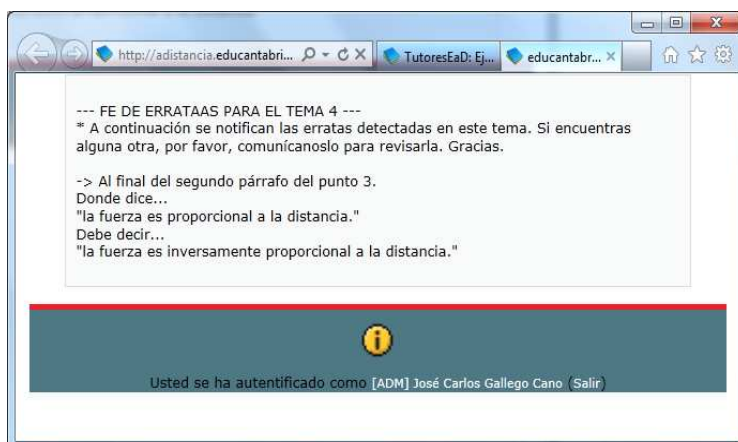 http://adistancia.educantabri...
TutoresEaD: Ej...
educantabr...
--- FE DE ERRATAAS PARA EL TEMA 4 ---
* A continuación se notifican las erratas detectadas en este tema. Si encuentras
alguna otra, por favor, comunícanoslo para revisarla. Gracias.
-> Al final del segundo párrafo del punto 3.
Donde dice...
"la fuerza es proporcional a la distancia."
Debe decir...
"la fuerza es inversamente proporcional a la distancia."
Usted se ha autentificado como [ADM] José Carlos Gallego Cano (Salir)